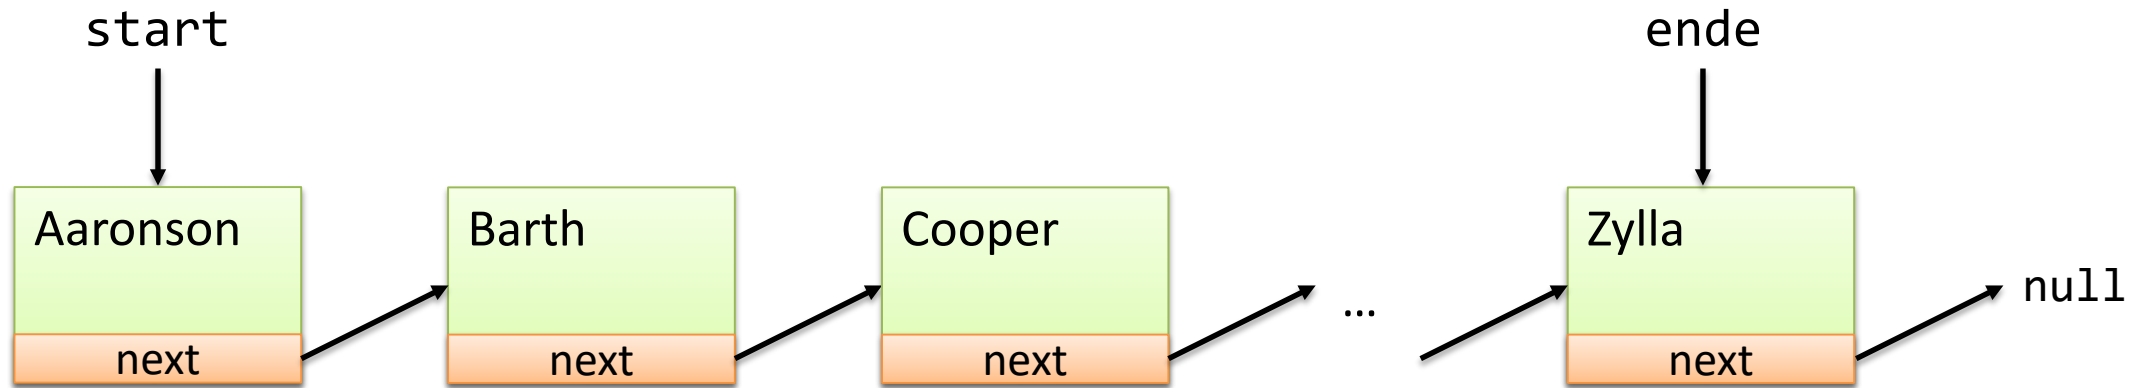 start ende
Aaronson Barth Cooper Zylla
... null
next next next next